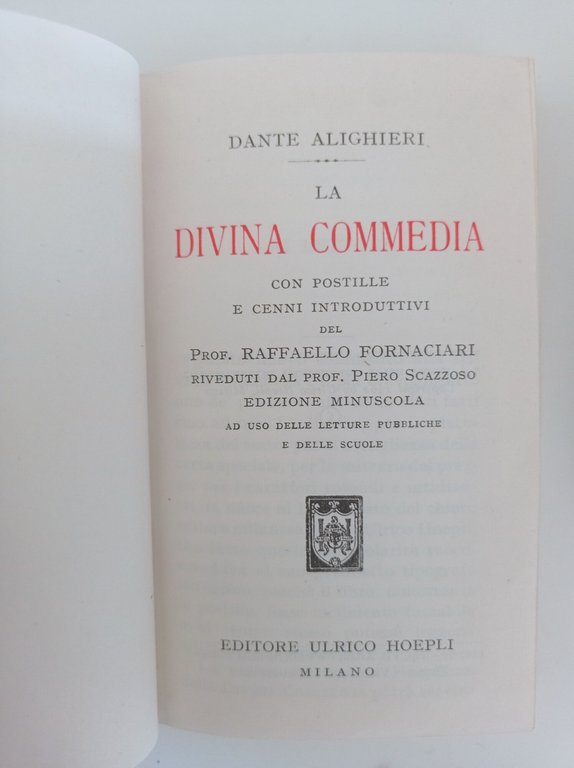 DANTE ALIGHIERI
LA
DIVINA COMMEDIA
CON POSTILLE
E CENNI INTRODUTTIVI
DEL
PROF. RAFFAELLO FORNACIARI
RIVEDUTI DAL PROF. PIERO SCAZZOSO
EDIZIONE MINUSCOLA
AD USO DELLE LETTURE PUBBLICHE
E DELLE SCUOLE
EDITORE ULRICO HOEPLI
MILANO